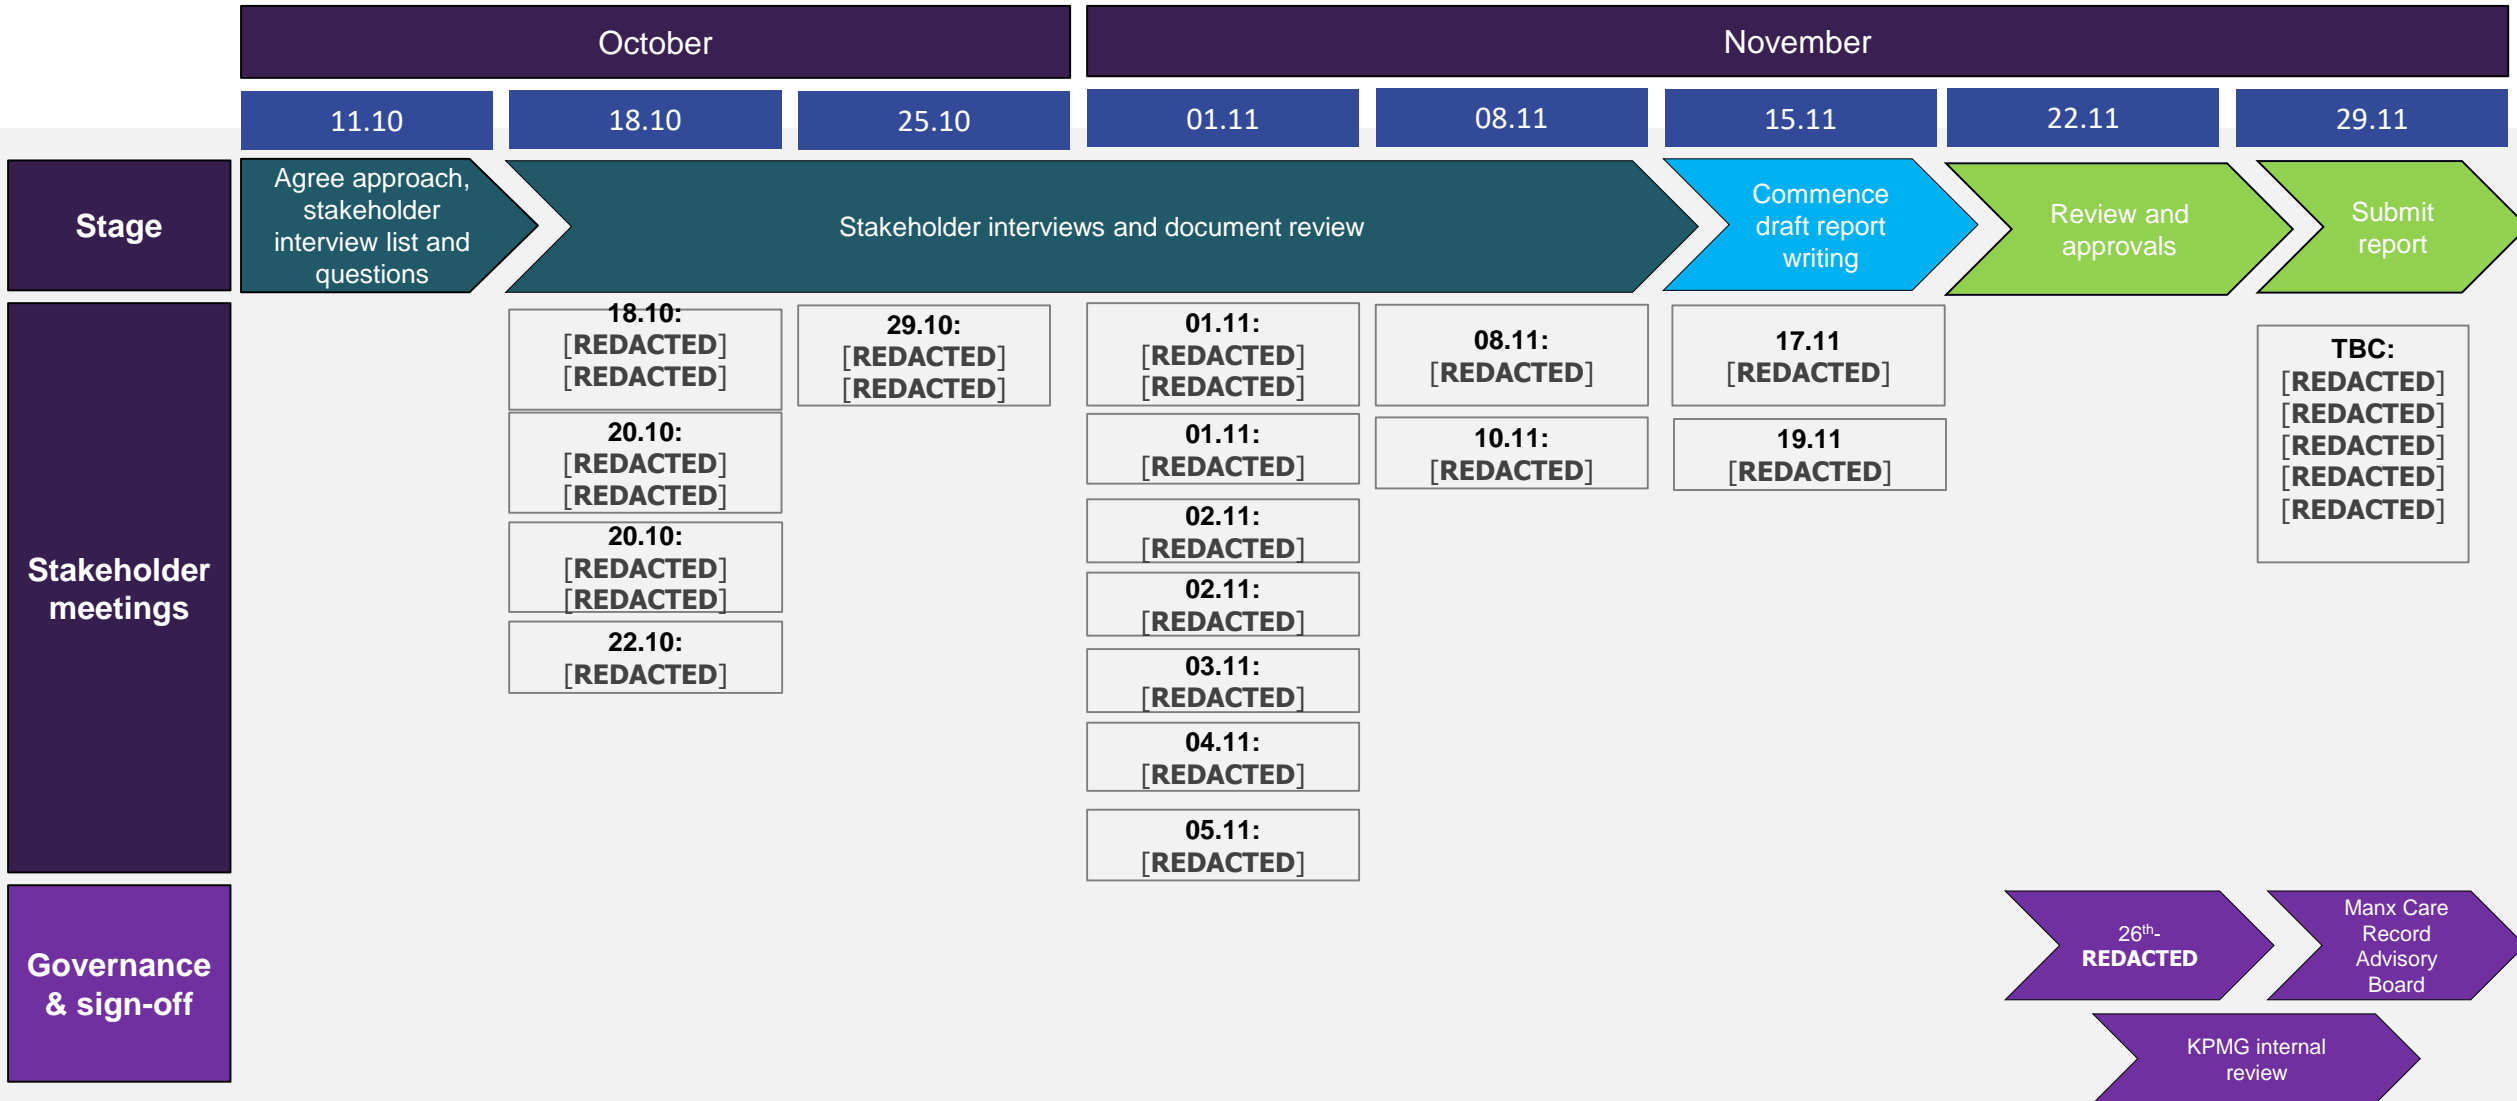 October
November
11.10
18.10
25.10
01.11
08.11
15.11
22.11
29.11
Stage
Agree approach,
stakeholder
interview list and
questions
Stakeholder interviews and document review
Commence
draft report
writing
Review and
approvals
Submit
report
Stakeholder
meetings
18.10:
[REDACTED]
[REDACTED]
20.10:
[REDACTED]
[REDACTED]
20.10:
[REDACTED]
[REDACTED]
22.10:
[REDACTED]
29.10:
[REDACTED]
[REDACTED]
01.11:
[REDACTED]
[REDACTED]
01.11:
[REDACTED]
02.11:
[REDACTED]
02.11:
[REDACTED]
03.11:
[REDACTED]
04.11:
[REDACTED]
05.11:
[REDACTED]
08.11:
[REDACTED]
10.11:
[REDACTED]
17.11
[REDACTED]
19.11
[REDACTED]
TBC:
[REDACTED]
[REDACTED]
[REDACTED]
[REDACTED]
[REDACTED]
Governance
& sign-off
26th-
REDACTED
Manx Care
Record
Advisory
Board
KPMG internal
review